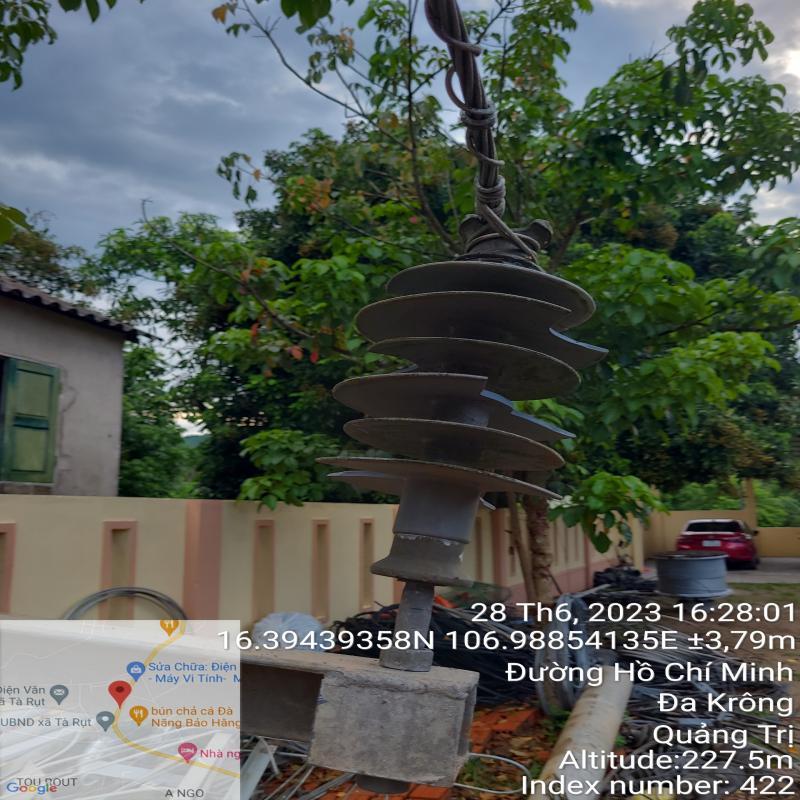 28 Th6, 2023 16:28:01
16.39439358N 106.98854135E ±3,79m
Đường Hồ Chí Minh
Đa Krông
Quảng Trị
Altitude:227.5m
Index number: 422
Sửa Chữa: Điện
- Máy Vi Tính- M
Điện Văn
á Tà Rụt
UBND xã Tà Rụt
bún chả cá Đà
Nẵng Bảo Hằng
Nhà ng
TOU ROUT
A NGO
Google